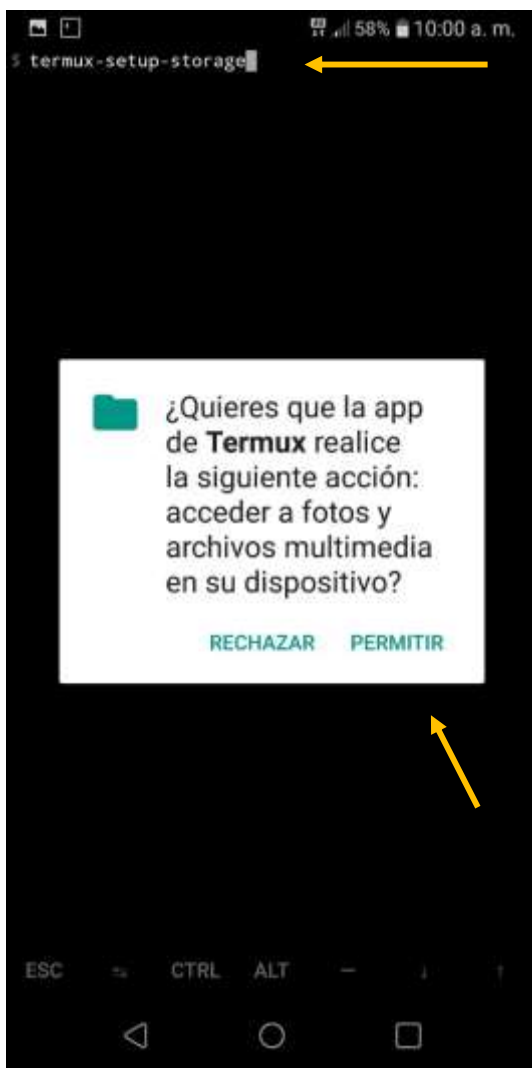 58% 10:00 a. m.
$ termux-setup-storage
¿Quieres que la app
de Termux realice
la siguiente acción:
acceder a fotos y
archivos multimedia
en su dispositivo?
RECHAZAR PERMITIR
ESC CTRL ALT — ↓ ↑